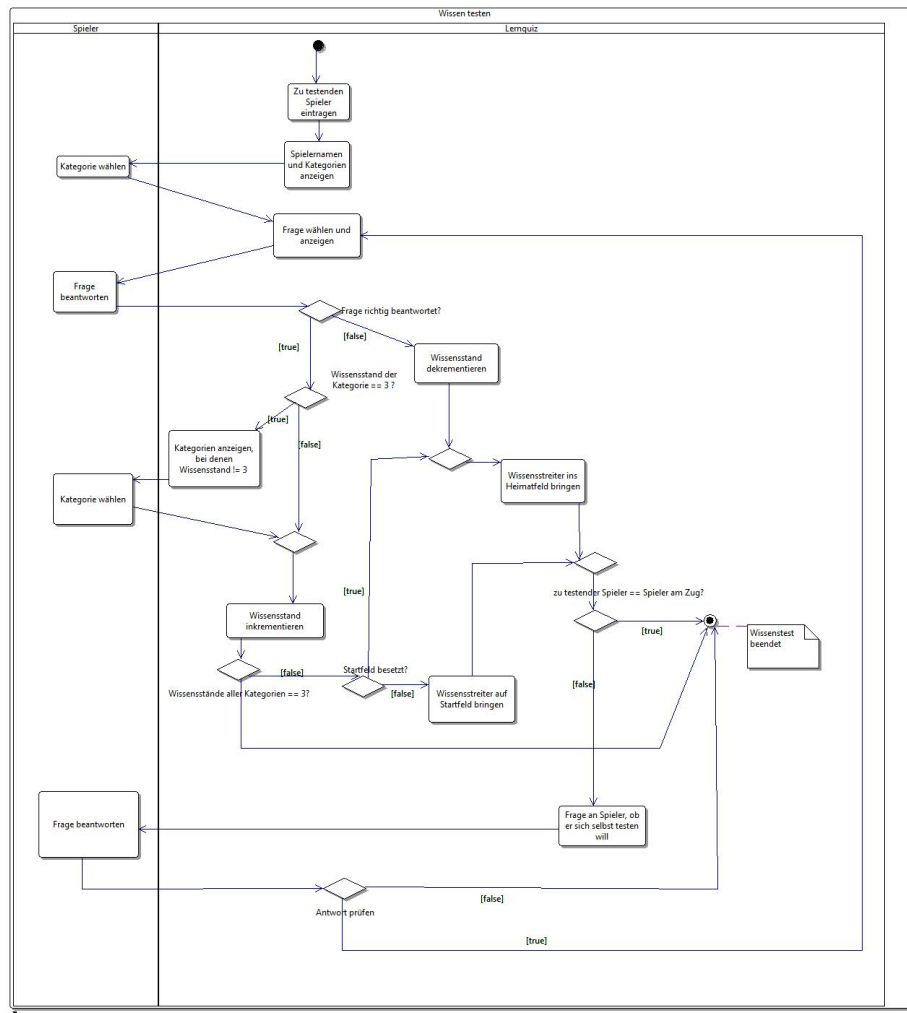 Wissen testen
Spieler
Lernquiz
Zu testenden
Spieler
eintragen
Spielernamen
und Kategorien
anzeigen
Kategorie wählen
Frage wählen und
anzeigen
Frage
beantworten
Frage richtig beantwortet?
[true]
[false]
Wissensstand
dekrementieren
Wissensstand der
Kategorie == 3 ?
[true]
[false]
Kategorien anzeigen,
bei denen
Wissensstand != 3
Kategorie wählen
Wissensstreiter ins
Heimatfeld bringen
zu testender Spieler == Spieler am Zug?
[true]
Wissensstand
inkrementieren
[true]
Wissenstest
beendet
[false]
Startfeld besetzt?
[false]
[false]
Wissensstände aller Kategorien == 3?
Wissensstreiter auf
Startfeld bringen
Frage beantworten
Frage an Spieler, ob
er sich selbst testen
will
[false]
Antwort prüfen
[true]